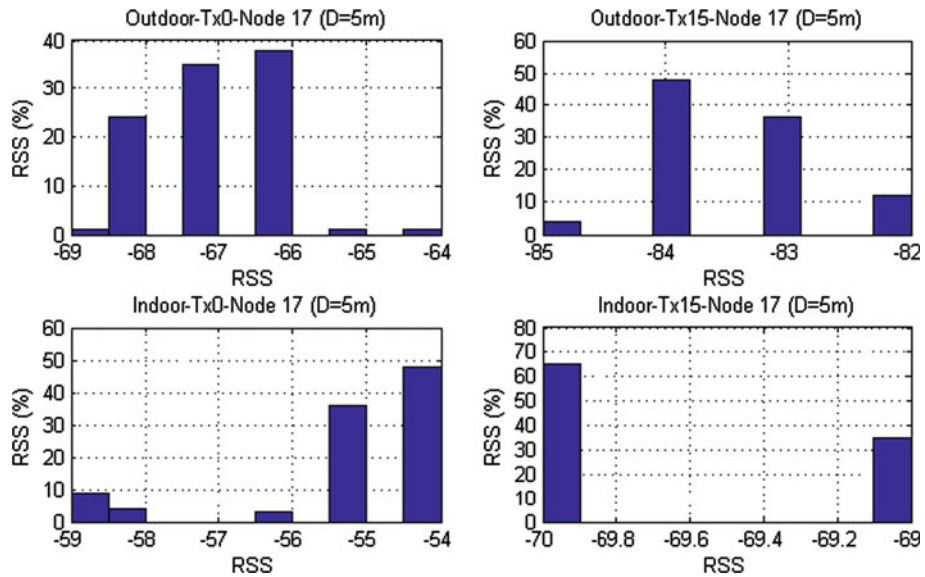 Outdoor-Tx0-Node 17 (D=5m)
40
30
20
10
0
RSS (%)
-69 -68 -67 -66 -65 -64
RSS
Outdoor-Tx15-Node 17 (D=5m)
60
50
40
30
20
10
0
RSS (%)
-85 -84 -83 -82
RSS
Indoor-Tx0-Node 17 (D=5m)
60
50
40
30
20
10
0
RSS (%)
-59 -58 -57 -56 -55 -54
RSS
Indoor-Tx15-Node 17 (D=5m)
80
70
60
50
40
30
20
10
0
RSS (%)
-70 -69.8 -69.6 -69.4 -69.2 -69
RSS